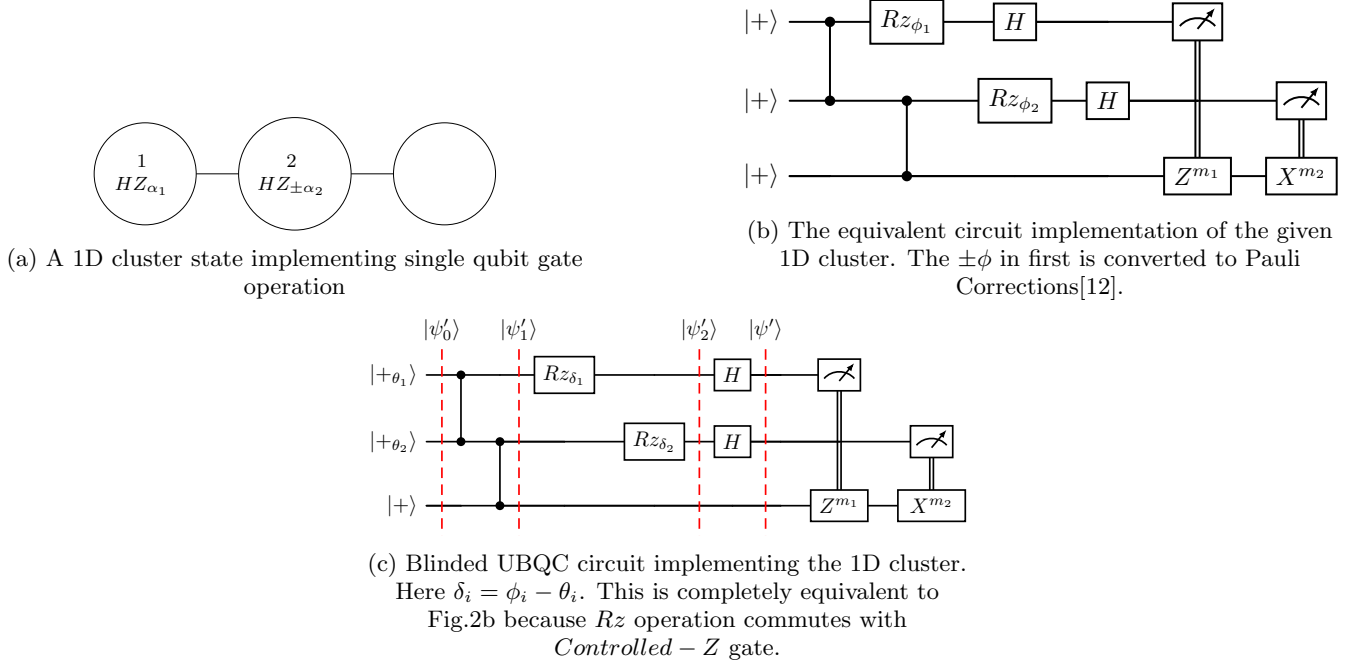 1
HZ_{α_1}
2
HZ_{±α_2}
(a) A 1D cluster state implementing single qubit gate
operation
|+⟩ Rz_{ϕ_1} H
|+⟩ Rz_{ϕ_2} H
|+⟩ Z^{m_1} X^{m_2}
(b) The equivalent circuit implementation of the given
1D cluster. The ±ϕ in first is converted to Pauli
Corrections[12].
|ψ′_0⟩ |ψ′_1⟩ |ψ′_2⟩ |ψ′⟩
|+_{θ_1}⟩ Rz_{δ_1} H
|+_{θ_2}⟩ Rz_{δ_2} H
|+⟩ Z^{m_1} X^{m_2}
(c) Blinded UBQC circuit implementing the 1D cluster.
Here δ_i = ϕ_i − θ_i. This is completely equivalent to
Fig.2b because Rz operation commutes with
Controlled − Z gate.